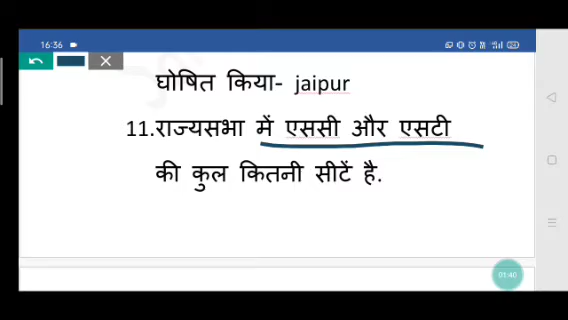 16:36
घोषित किया- jaipur
11.राज्यसभा में एससी और एसटी
की कुल कितनी सीटें है.
01:40